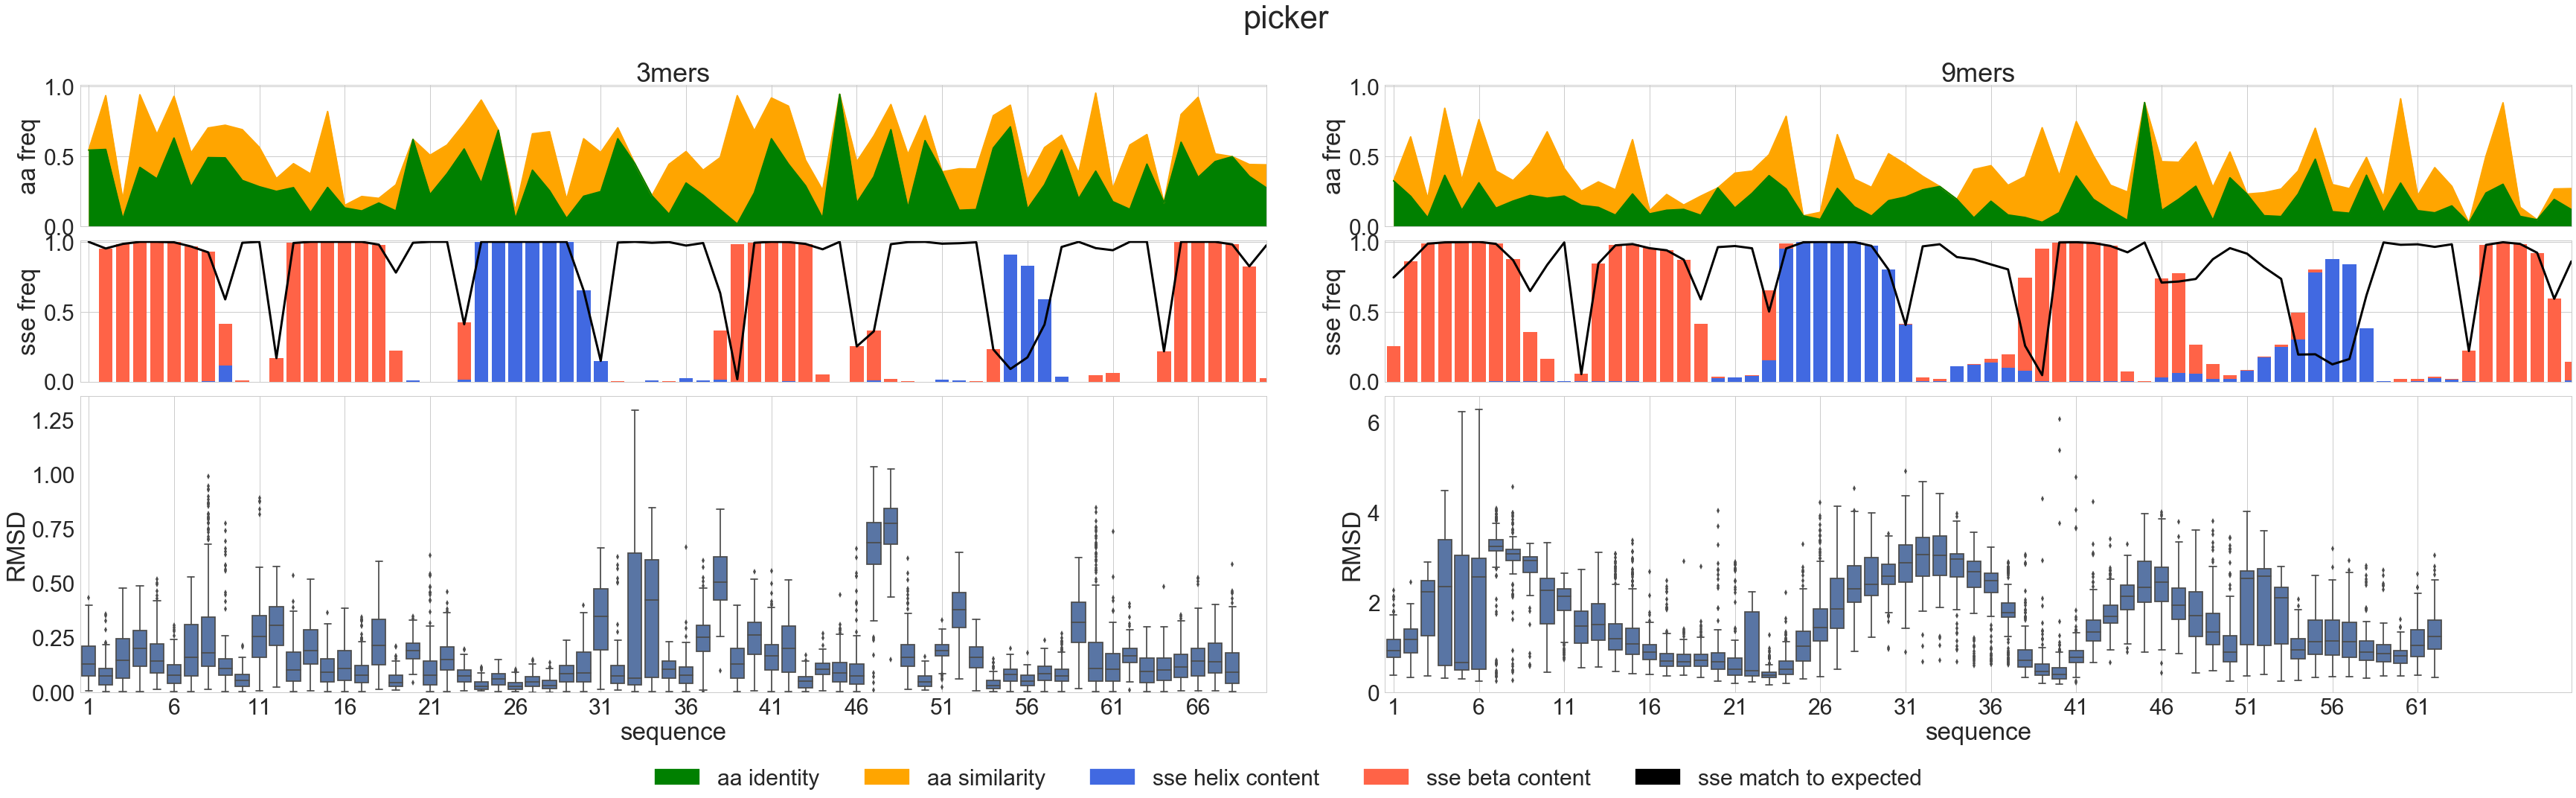 picker
3mers
9mers
1.0
0.5
0.0
aa freq
1.0
0.5
0.0
aa freq
1.0
0.5
0.0
sse freq
1.0
0.5
0.0
sse freq
1.25
1.00
0.75
0.50
0.25
0.00
RMSD
6
4
2
0
RMSD
1 6 11 16 21 26 31 36 41 46 51 56 61 66
1 6 11 16 21 26 31 36 41 46 51 56 61
sequence
sequence
aa identity aa similarity sse helix content sse beta content sse match to expected